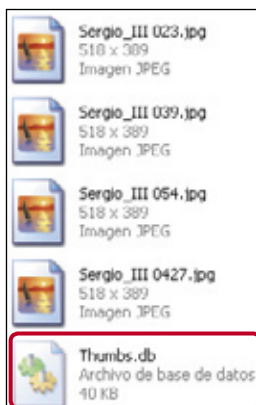 Sergio_III 023.jpg
518 x 389
Imagen JPEG
Sergio_III 039.jpg
518 x 389
Imagen JPEG
Sergio_III 054.jpg
518 x 389
Imagen JPEG
Sergio_III 0427.jpg
518 x 389
Imagen JPEG
Thumbs.db
Archivo de base de datos
40 KB